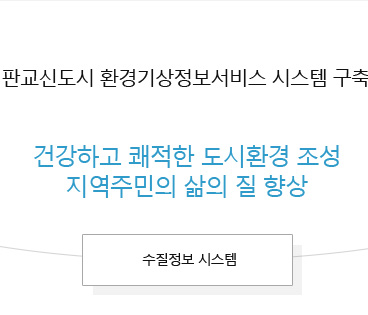 판교신도시 환경기상정보서비스 시스템 구축
건강하고 쾌적한 도시환경 조성
지역주민의 삶의 질 향상
수질정보 시스템